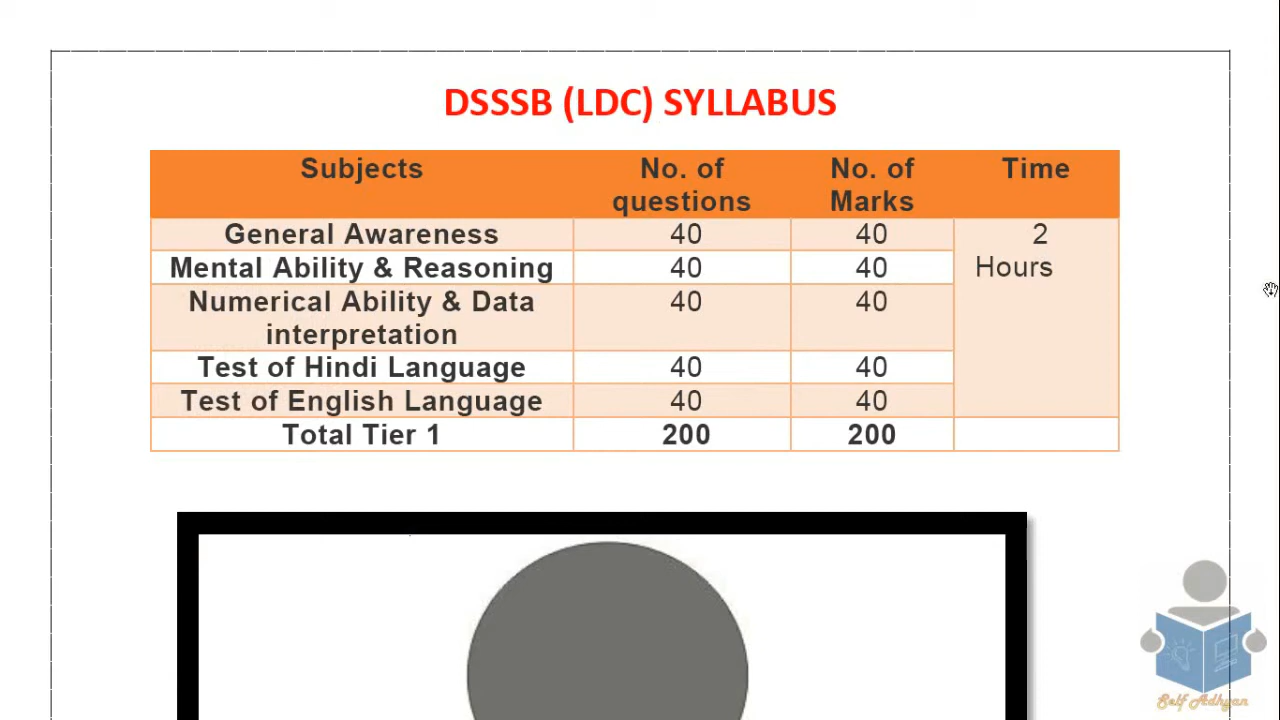 DSSSB (LDC) SYLLABUS
Subjects No. of questions No. of Marks Time
General Awareness 40 40 2 Hours
Mental Ability & Reasoning 40 40
Numerical Ability & Data interpretation 40 40
Test of Hindi Language 40 40
Test of English Language 40 40
Total Tier 1 200 200
Self Adhyan